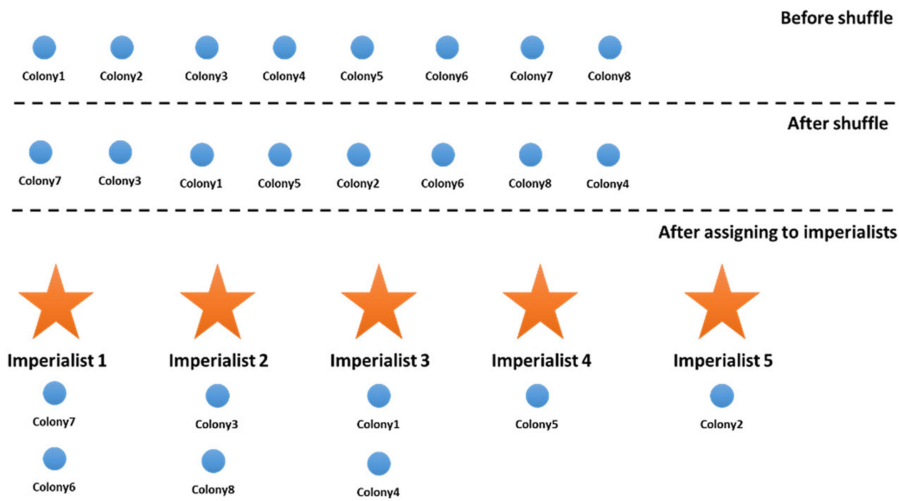 Before shuffle
Colony1 Colony2 Colony3 Colony4 Colony5 Colony6 Colony7 Colony8
After shuffle
Colony7 Colony3 Colony1 Colony5 Colony2 Colony6 Colony8 Colony4
After assigning to imperialists
Imperialist 1 Imperialist 2 Imperialist 3 Imperialist 4 Imperialist 5
Colony7 Colony3 Colony1 Colony5 Colony2
Colony6 Colony8 Colony4